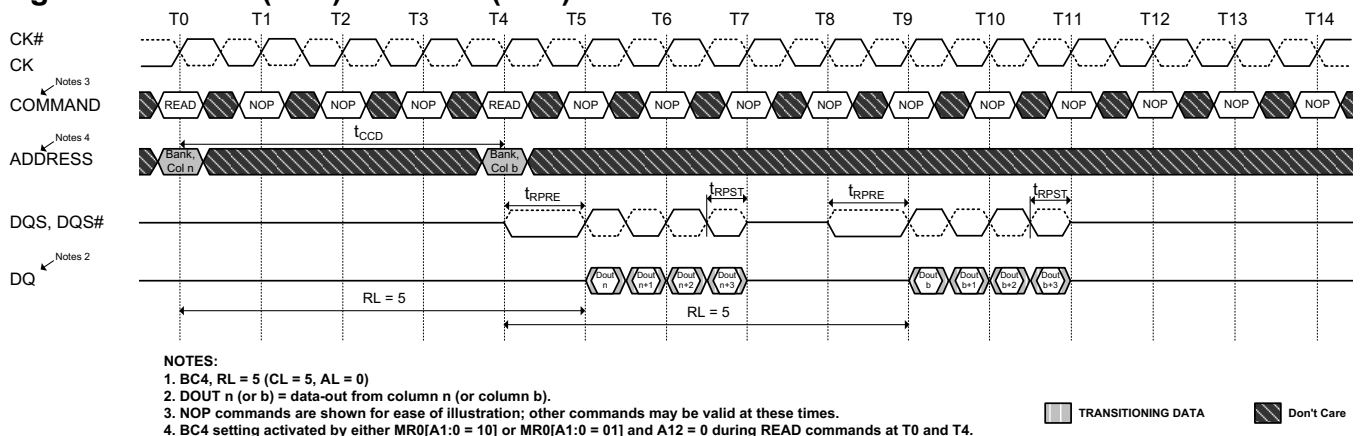 T0 T1 T2 T3 T4 T5 T6 T7 T8 T9 T10 T11 T12 T13 T14
CK#
CK
Notes 3
COMMAND READ NOP NOP NOP READ NOP NOP NOP NOP NOP NOP NOP NOP NOP NOP
tCCD
Notes 4
ADDRESS Bank, Col n Bank, Col b
tRPRE tRPST tRPRE tRPST
DQS, DQS#
Notes 2
DQ Dout n Dout n+1 Dout n+2 Dout n+3 Dout b Dout b+1 Dout b+2 Dout b+3
RL = 5
RL = 5
NOTES:
1. BC4, RL = 5 (CL = 5, AL = 0)
2. DOUT n (or b) = data-out from column n (or column b).
3. NOP commands are shown for ease of illustration; other commands may be valid at these times.
4. BC4 setting activated by either MR0[A1:0 = 10] or MR0[A1:0 = 01] and A12 = 0 during READ commands at T0 and T4.
TRANSITIONING DATA Don't Care